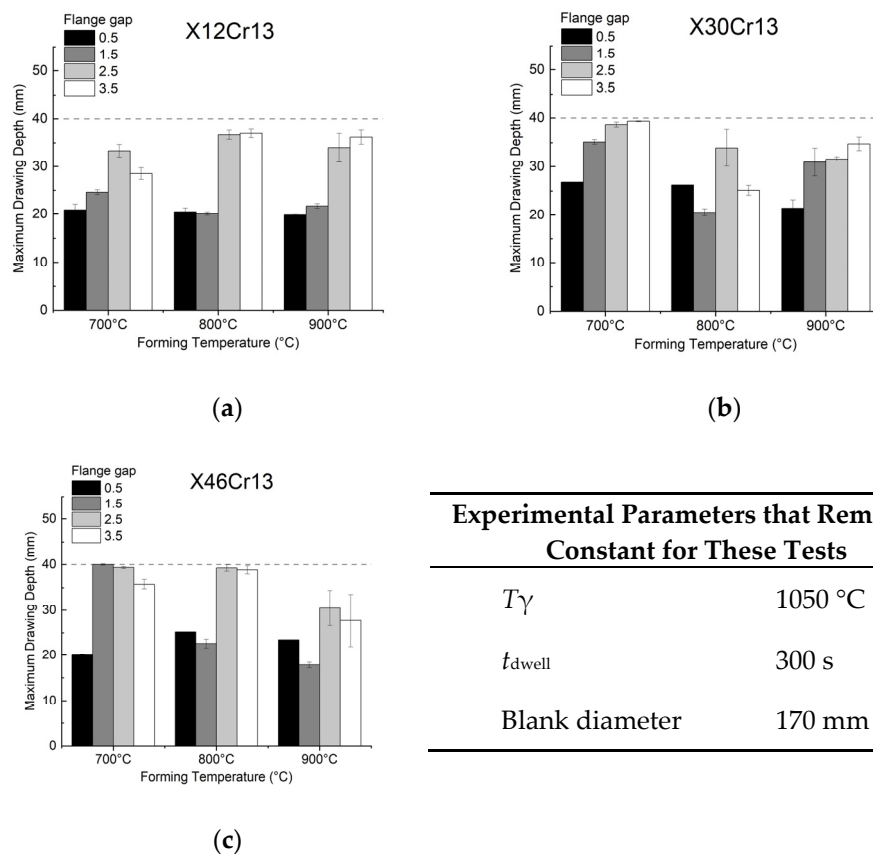 Flange gap
0.5
1.5
2.5
3.5
X12Cr13
Maximum Drawing Depth (mm)
50
40
30
20
10
0
700°C
800°C
900°C
Forming Temperature (°C)
(a)
Flange gap
0.5
1.5
2.5
3.5
X30Cr13
Maximum Drawing Depth (mm)
50
40
30
20
10
0
700°C
800°C
900°C
Forming Temperature (°C)
(b)
Flange gap
0.5
1.5
2.5
3.5
X46Cr13
Maximum Drawing Depth (mm)
50
40
30
20
10
0
700°C
800°C
900°C
Forming Temperature (°C)
(c)
Experimental Parameters that Rem
Constant for These Tests
Tγ 1050 °C
tdwell 300 s
Blank diameter 170 mm